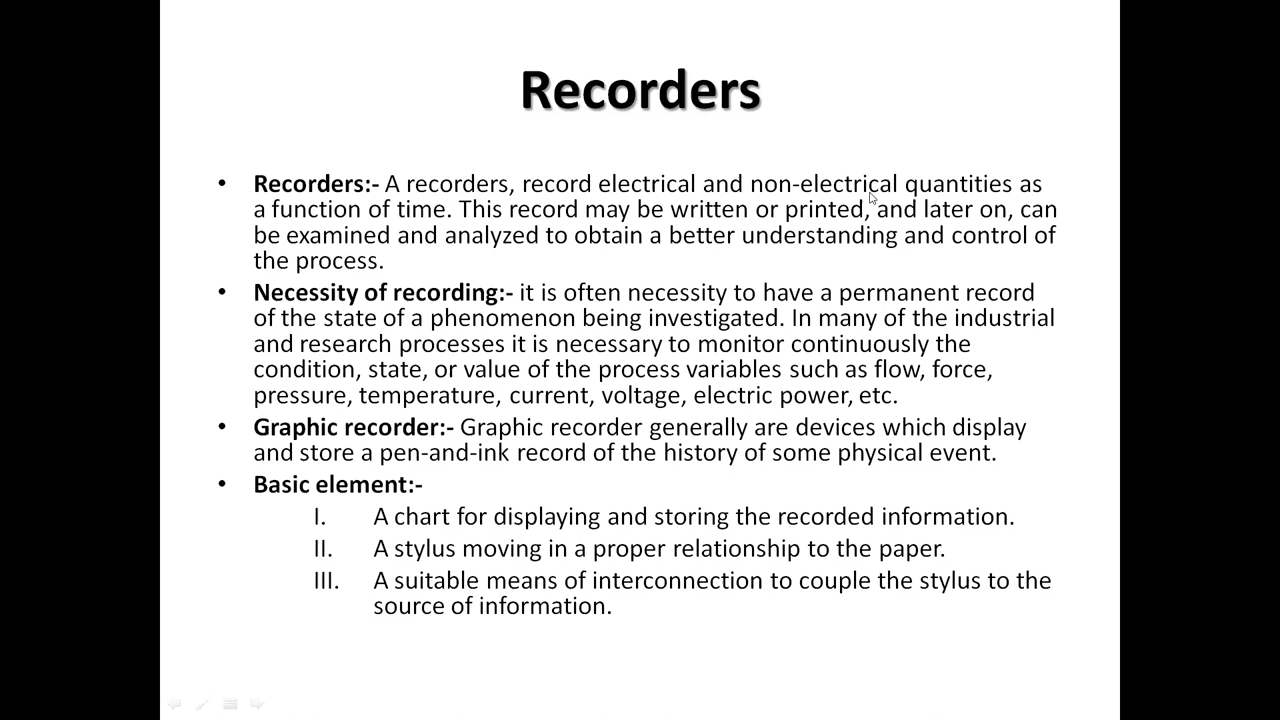 Recorders
• Recorders:- A recorders, record electrical and non-electrical quantities as
a function of time. This record may be written or printed, and later on, can
be examined and analyzed to obtain a better understanding and control of
the process.
• Necessity of recording:- it is often necessity to have a permanent record
of the state of a phenomenon being investigated. In many of the industrial
and research processes it is necessary to monitor continuously the
condition, state, or value of the process variables such as flow, force,
pressure, temperature, current, voltage, electric power, etc.
• Graphic recorder:- Graphic recorder generally are devices which display
and store a pen-and-ink record of the history of some physical event.
• Basic element:-
I. A chart for displaying and storing the recorded information.
II. A stylus moving in a proper relationship to the paper.
III. A suitable means of interconnection to couple the stylus to the
source of information.